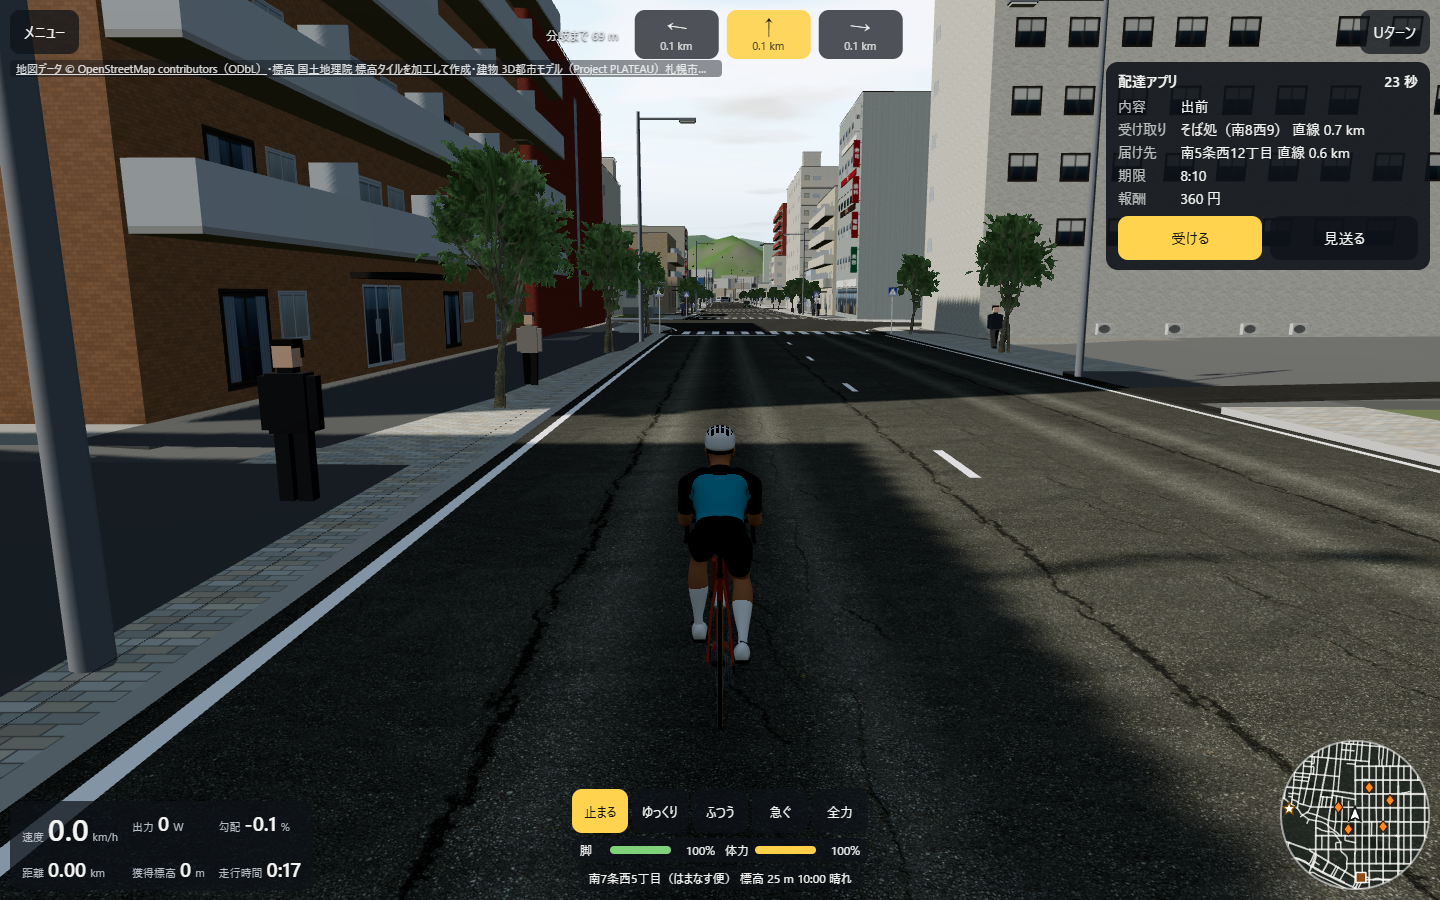 メニュー
分岐まで 69 m
←
0.1 km
↑
0.1 km
→
0.1 km
Uターン
地図データ © OpenStreetMap contributors（ODbL）・標高 国土地理院 標高タイルを加工して作成・建物 3D都市モデル（Project PLATEAU）札幌市...
配達アプリ 23 秒
内容 出前
受け取り そば処（南8西9） 直線 0.7 km
届け先 南5条西12丁目 直線 0.6 km
期限 8:10
報酬 360 円
受ける 見送る
速度 0.0 km/h 出力 0 W 勾配 -0.1 %
距離 0.00 km 獲得標高 0 m 走行時間 0:17
止まる ゆっくり ふつう 急ぐ 全力
脚 100% 体力 100%
南7条西5丁目（はまなす便） 標高 25 m 10:00 晴れ